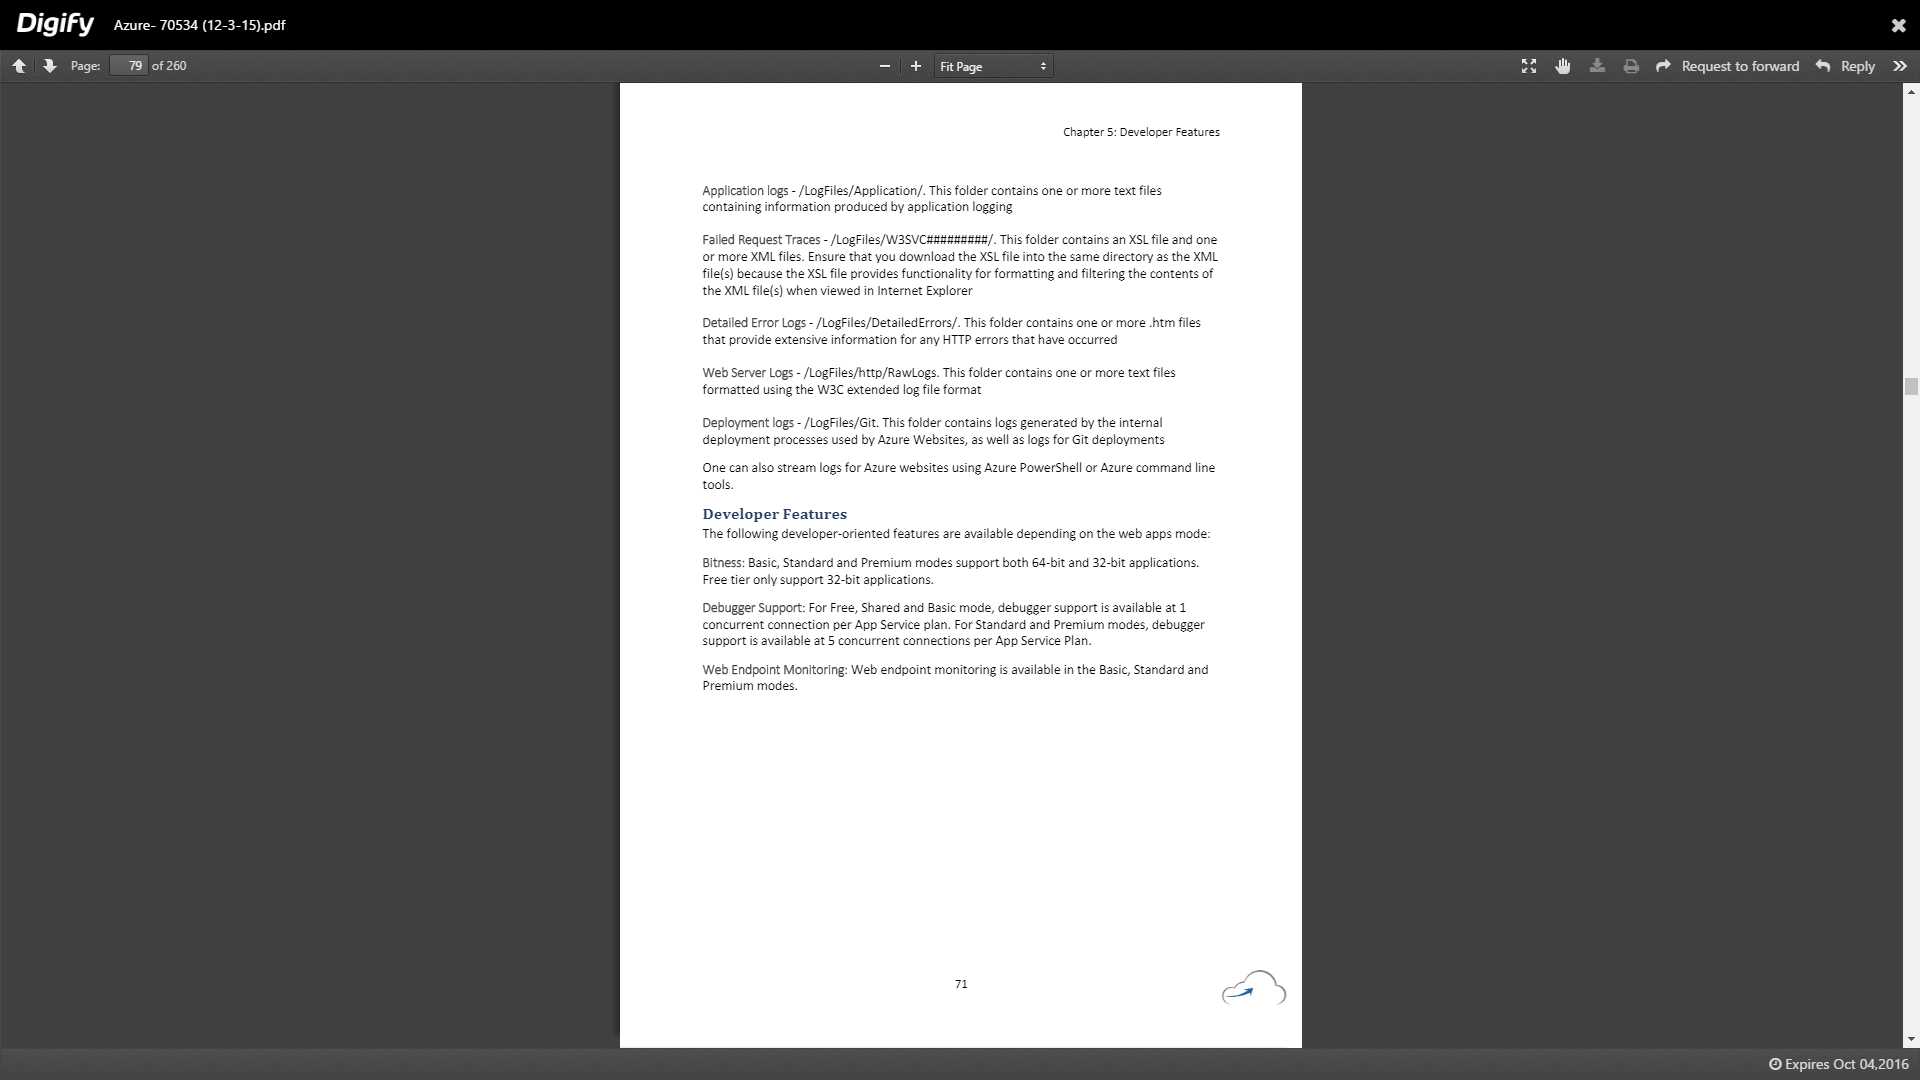 Digify Azure- 70534 (12-3-15).pdf
Page: 79 of 260 Fit Page Request to forward Reply
Chapter 5: Developer Features
Application logs - /LogFiles/Application/. This folder contains one or more text files
containing information produced by application logging
Failed Request Traces - /LogFiles/W3SVC#########/. This folder contains an XSL file and one
or more XML files. Ensure that you download the XSL file into the same directory as the XML
file(s) because the XSL file provides functionality for formatting and filtering the contents of
the XML file(s) when viewed in Internet Explorer
Detailed Error Logs - /LogFiles/DetailedErrors/. This folder contains one or more .htm files
that provide extensive information for any HTTP errors that have occurred
Web Server Logs - /LogFiles/http/RawLogs. This folder contains one or more text files
formatted using the W3C extended log file format
Deployment logs - /LogFiles/Git. This folder contains logs generated by the internal
deployment processes used by Azure Websites, as well as logs for Git deployments
One can also stream logs for Azure websites using Azure PowerShell or Azure command line
tools.
Developer Features
The following developer-oriented features are available depending on the web apps mode:
Bitness: Basic, Standard and Premium modes support both 64-bit and 32-bit applications.
Free tier only support 32-bit applications.
Debugger Support: For Free, Shared and Basic mode, debugger support is available at 1
concurrent connection per App Service plan. For Standard and Premium modes, debugger
support is available at 5 concurrent connections per App Service Plan.
Web Endpoint Monitoring: Web endpoint monitoring is available in the Basic, Standard and
Premium modes.
71
Expires Oct 04,2016